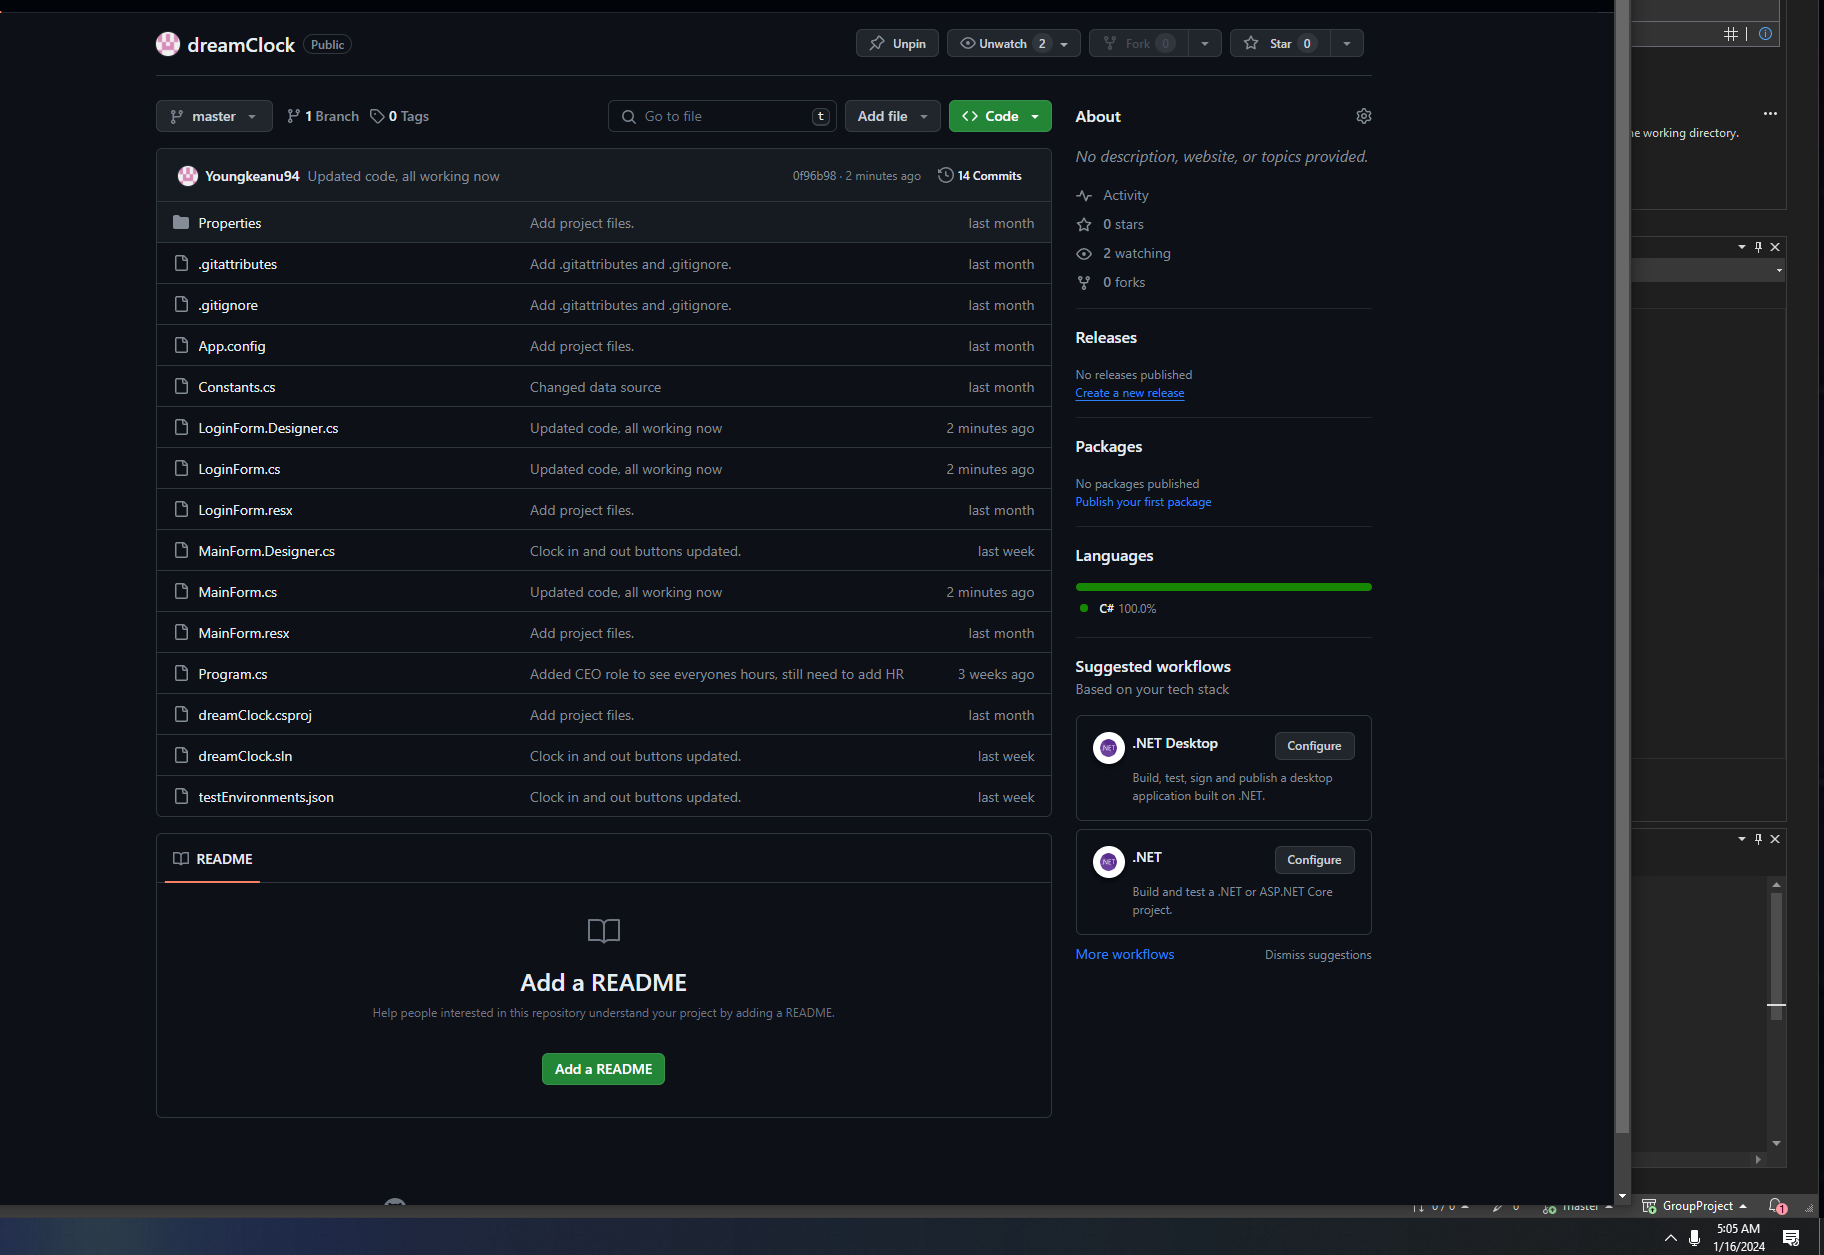 dreamClock Public
Unpin Unwatch 2 Fork 0 Star 0
master 1 Branch 0 Tags
Go to file t Add file Code
Youngkeanu94 Updated code, all working now 0f96b98 · 2 minutes ago 14 Commits
Properties Add project files. last month
.gitattributes Add .gitattributes and .gitignore. last month
.gitignore Add .gitattributes and .gitignore. last month
App.config Add project files. last month
Constants.cs Changed data source last month
LoginForm.Designer.cs Updated code, all working now 2 minutes ago
LoginForm.cs Updated code, all working now 2 minutes ago
LoginForm.resx Add project files. last month
MainForm.Designer.cs Clock in and out buttons updated. last week
MainForm.cs Updated code, all working now 2 minutes ago
MainForm.resx Add project files. last month
Program.cs Added CEO role to see everyones hours, still need to add HR 3 weeks ago
dreamClock.csproj Add project files. last month
dreamClock.sln Clock in and out buttons updated. last week
testEnvironments.json Clock in and out buttons updated. last week
README
Add a README
Help people interested in this repository understand your project by adding a README.
Add a README
About
No description, website, or topics provided.
Activity
0 stars
2 watching
0 forks
Releases
No releases published
Create a new release
Packages
No packages published
Publish your first package
Languages
C# 100.0%
Suggested workflows
Based on your tech stack
.NET
.NET Desktop Configure
Build, test, sign and publish a desktop
application built on .NET.
.NET
.NET Configure
Build and test a .NET or ASP.NET Core
project.
More workflows Dismiss suggestions
working directory.
0 / 0 0 master GroupProject 1
5:05 AM
1/16/2024